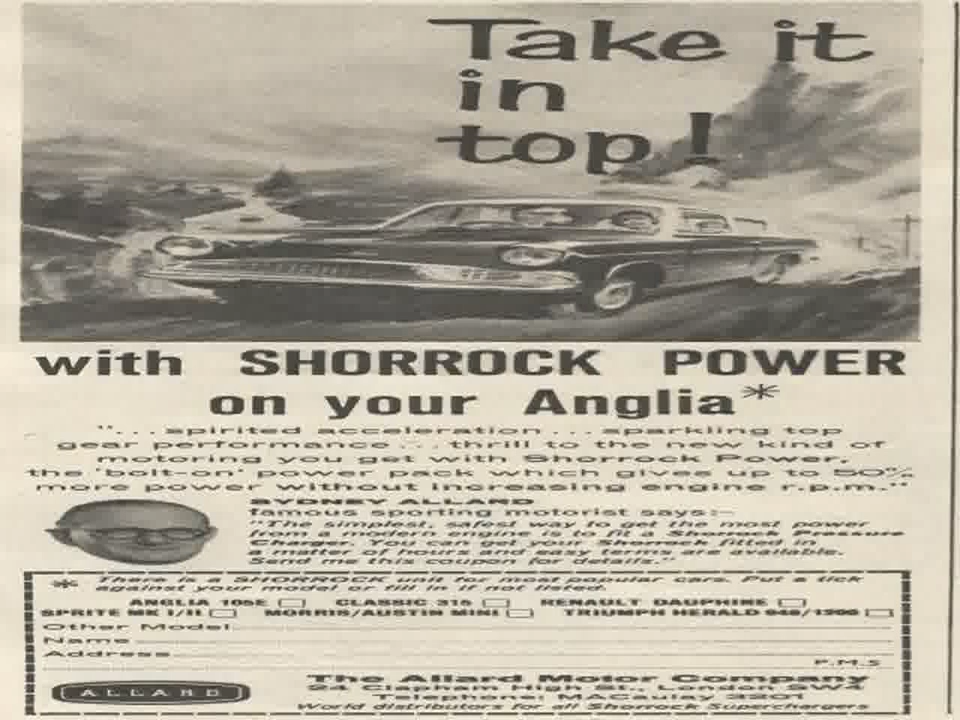 Take it
in
top!
with SHORROCK POWER
on your Anglia*
"... spirited acceleration ... sparkling top
gear performance ... thrill to the new kind of
motoring you get with Shorrock Power,
the 'bolt-on' power pack which gives up to 50%
more power without increasing engine r.p.m."
SYDNEY ALLARD
famous sporting motorist says:-
"The simplest, safest way to get the most power
from a modern engine is to fit a Shorrock Pressure
Charger. You can get your Shorrock fitted in
a matter of hours and easy terms are available.
Send me this coupon for details."
* There is a SHORROCK unit for most popular cars. Put a tick
against your model or fill in if not listed.
ANGLIA 105E CLASSIC 315 RENAULT DAUPHINE
SPRITE MK I/II MORRIS/AUSTIN MINI TRIUMPH HERALD 948/1200
Other Model
Name
Address
P.M.S
ALLARD
The Allard Motor Company
24 Clapham High St., London SW4
Telephone: MACaulay 3201
World distributors for all Shorrock Superchargers